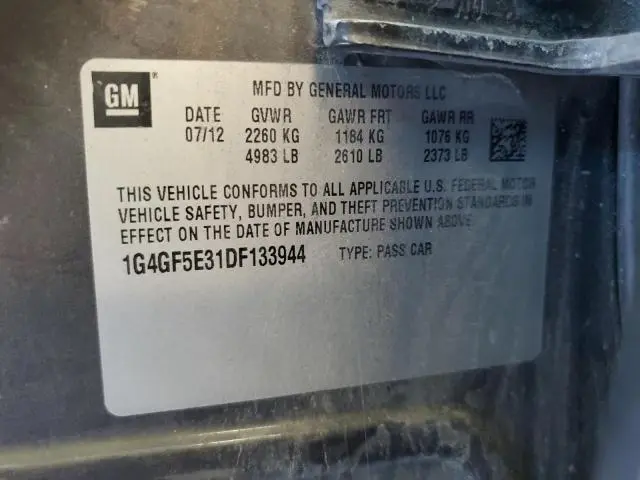 GM®
MFD BY GENERAL MOTORS LLC
DATE GVWR GAWR FRT GAWR RR
07/12 2260 KG 1184 KG 1076 KG
4983 LB 2610 LB 2373 LB
THIS VEHICLE CONFORMS TO ALL APPLICABLE U.S. FEDERAL MOTOR
VEHICLE SAFETY, BUMPER, AND THEFT PREVENTION STANDARDS IN
EFFECT ON THE DATE OF MANUFACTURE SHOWN ABOVE.
1G4GF5E31DF133944 TYPE: PASS CAR